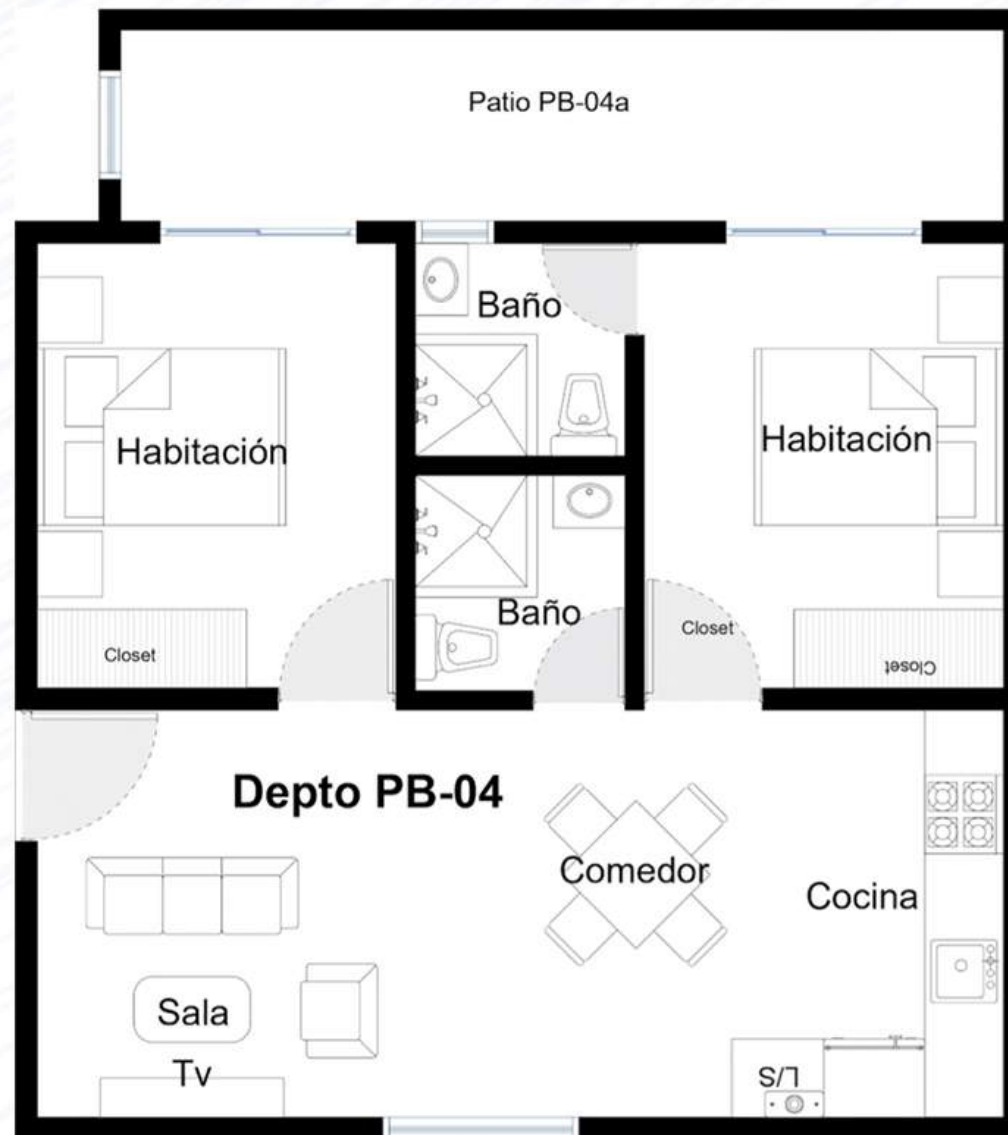 Patio PB-04a
Baño
Habitación
Habitación
Baño
Closet
Closet
Closet
Depto PB-04
Comedor
Cocina
Sala
Tv
L/S